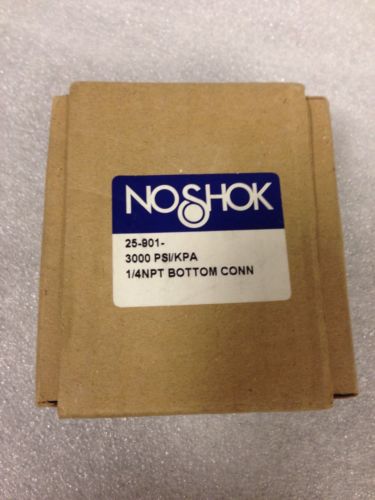 NOSHOK
25-901-
3000 PSI/KPA
1/4NPT BOTTOM CONN